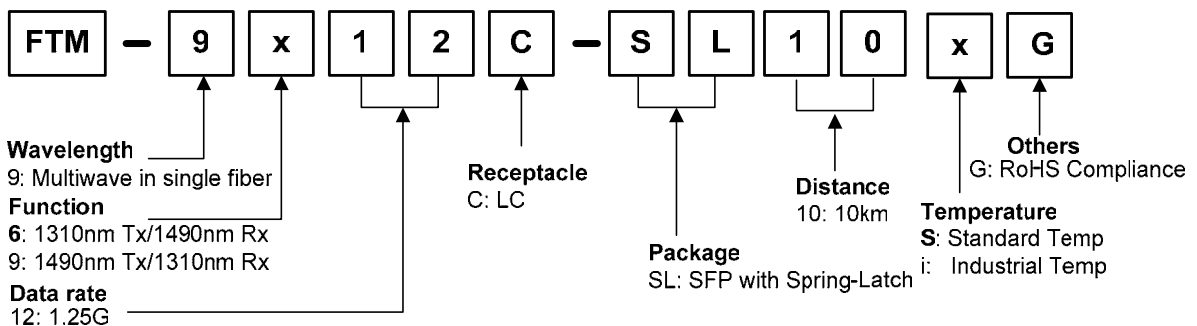 FTM - 9 x 1 2 C - S L 1 0 x G
Wavelength
9: Multiwave in single fiber
Function
6: 1310nm Tx/1490nm Rx
9: 1490nm Tx/1310nm Rx
Data rate
12: 1.25G
Receptacle
C: LC
Package
SL: SFP with Spring-Latch
Distance
10: 10km
Others
G: RoHS Compliance
Temperature
S: Standard Temp
i: Industrial Temp